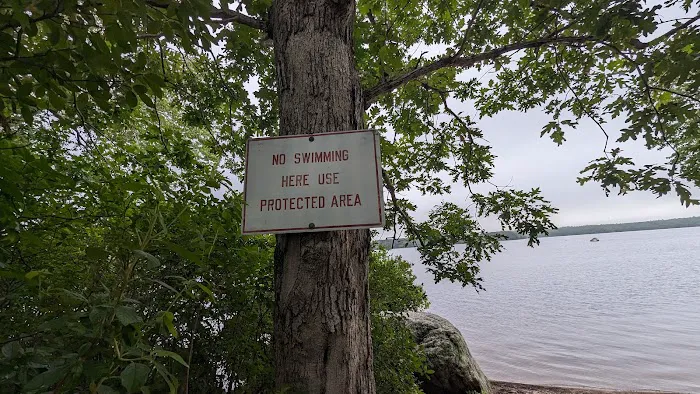 NO SWIMMING
HERE USE
PROTECTED AREA